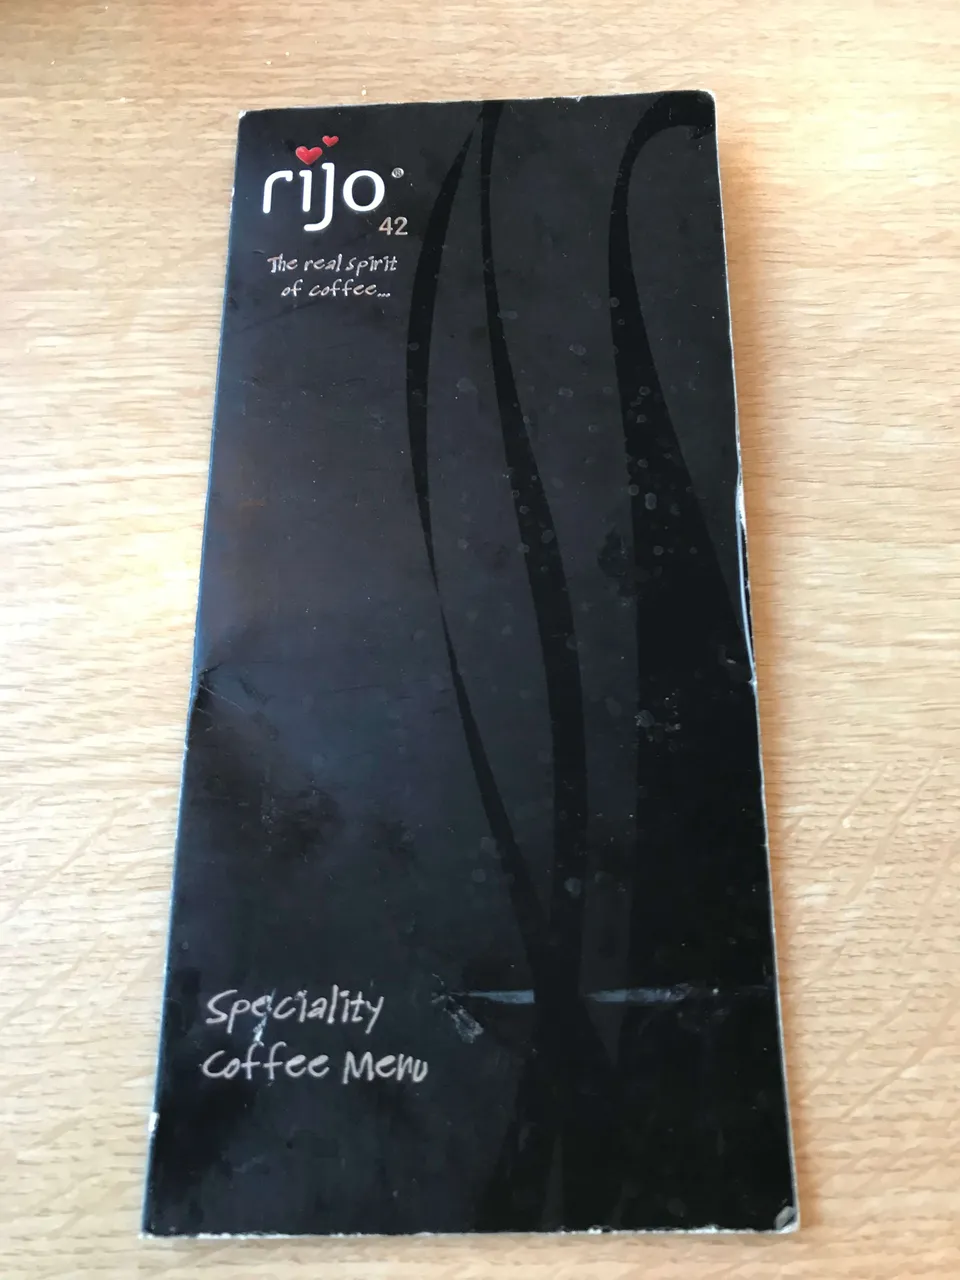 rijo®
42
The real spirit
of coffee...
Speciality
Coffee Menu